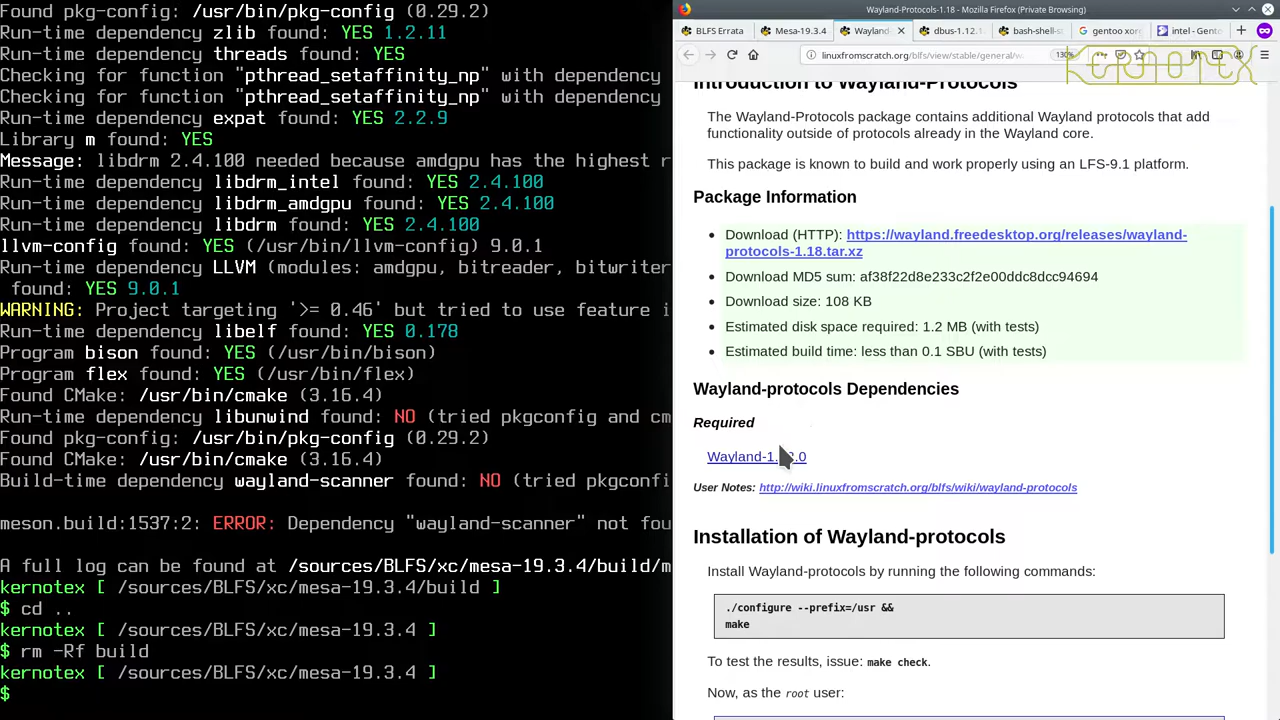 Found pkg-config: /usr/bin/pkg-config (0.29.2)
Run-time dependency zlib found: YES 1.2.11
Run-time dependency threads found: YES
Checking for function "pthread_setaffinity_np" with dependency
Checking for function "pthread_setaffinity_np" with dependency
Run-time dependency expat found: YES 2.2.9
Library m found: YES
Message: libdrm 2.4.100 needed because amdgpu has the highest r
Run-time dependency libdrm_intel found: YES 2.4.100
Run-time dependency libdrm_amdgpu found: YES 2.4.100
Run-time dependency libdrm found: YES 2.4.100
llvm-config found: YES (/usr/bin/llvm-config) 9.0.1
Run-time dependency LLVM (modules: amdgpu, bitreader, bitwriter
found: YES 9.0.1
WARNING: Project targeting '>= 0.46' but tried to use feature i
Run-time dependency libelf found: YES 0.178
Program bison found: YES (/usr/bin/bison)
Program flex found: YES (/usr/bin/flex)
Found CMake: /usr/bin/cmake (3.16.4)
Run-time dependency libunwind found: NO (tried pkgconfig and cm
Found pkg-config: /usr/bin/pkg-config (0.29.2)
Found CMake: /usr/bin/cmake (3.16.4)
Build-time dependency wayland-scanner found: NO (tried pkgconfi
meson.build:1537:2: ERROR: Dependency "wayland-scanner" not fou
A full log can be found at /sources/BLFS/xc/mesa-19.3.4/build/m
kernotex [ /sources/BLFS/xc/mesa-19.3.4/build ]
$ cd ..
kernotex [ /sources/BLFS/xc/mesa-19.3.4 ]
$ rm -Rf build
kernotex [ /sources/BLFS/xc/mesa-19.3.4 ]
$
Wayland-Protocols-1.18 - Mozilla Firefox (Private Browsing)
BLFS Errata
Mesa-19.3.4
Wayland-
dbus-1.12.
bash-shell-s
gentoo xorg
intel - Gento
linuxfromscratch.org/blfs/view/stable/general/w
130%
KERNOTEX
Introduction to Wayland-Protocols
The Wayland-Protocols package contains additional Wayland protocols that add
functionality outside of protocols already in the Wayland core.
This package is known to build and work properly using an LFS-9.1 platform.
Package Information
• Download (HTTP): https://wayland.freedesktop.org/releases/wayland-
protocols-1.18.tar.xz
• Download MD5 sum: af38f22d8e233c2f2e00ddc8dcc94694
• Download size: 108 KB
• Estimated disk space required: 1.2 MB (with tests)
• Estimated build time: less than 0.1 SBU (with tests)
Wayland-protocols Dependencies
Required
User Notes: http://wiki.linuxfromscratch.org/blfs/wiki/wayland-protocols
Installation of Wayland-protocols
Install Wayland-protocols by running the following commands:
./configure --prefix=/usr &&
make
To test the results, issue: make check.
Now, as the root user: